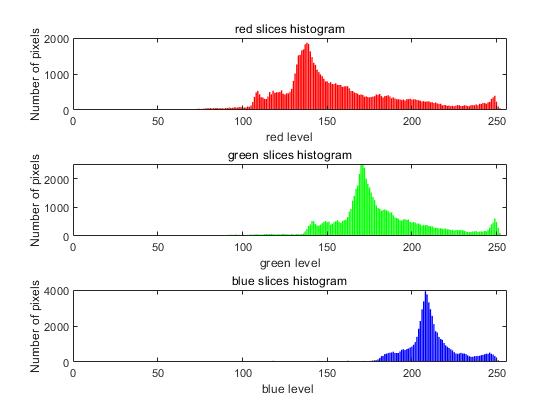 red slices histogram
Number of pixels
2000
1000
0
0 50 100 150 200 250
red level
green slices histogram
Number of pixels
2000
1000
0
0 50 100 150 200 250
green level
blue slices histogram
Number of pixels
4000
2000
0
0 50 100 150 200 250
blue level